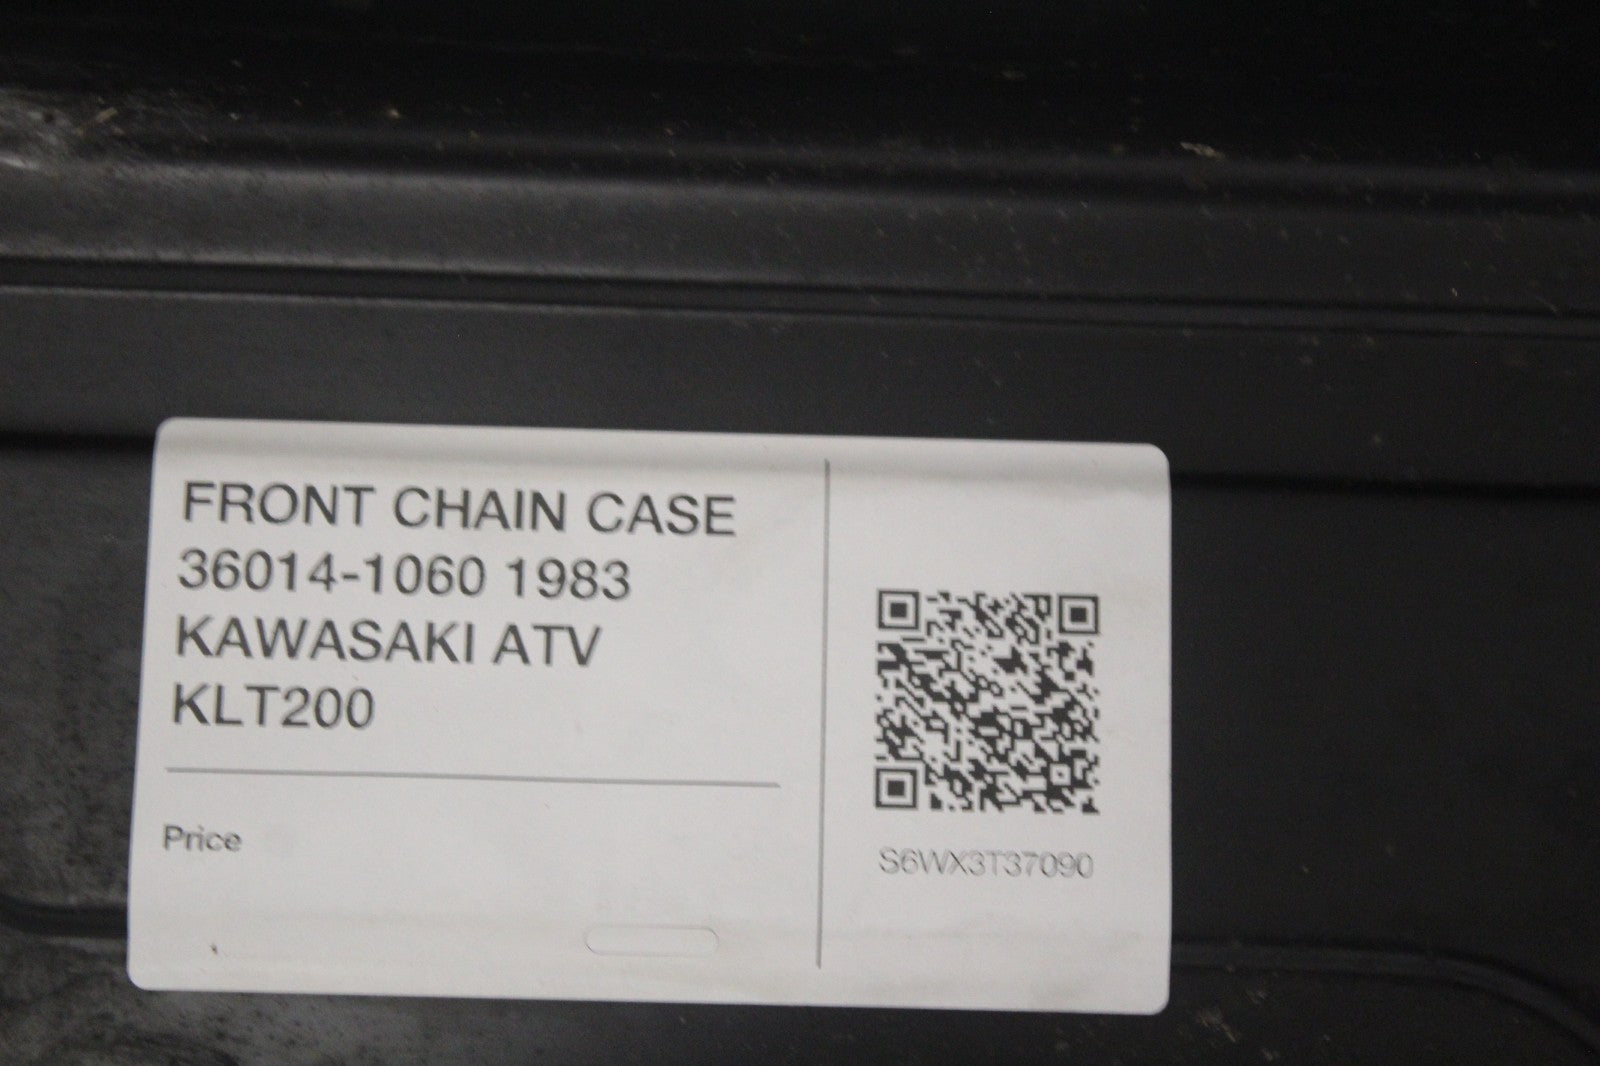 FRONT CHAIN CASE
36014-1060 1983
KAWASAKI ATV
KLT200
Price
S6WX3T37090